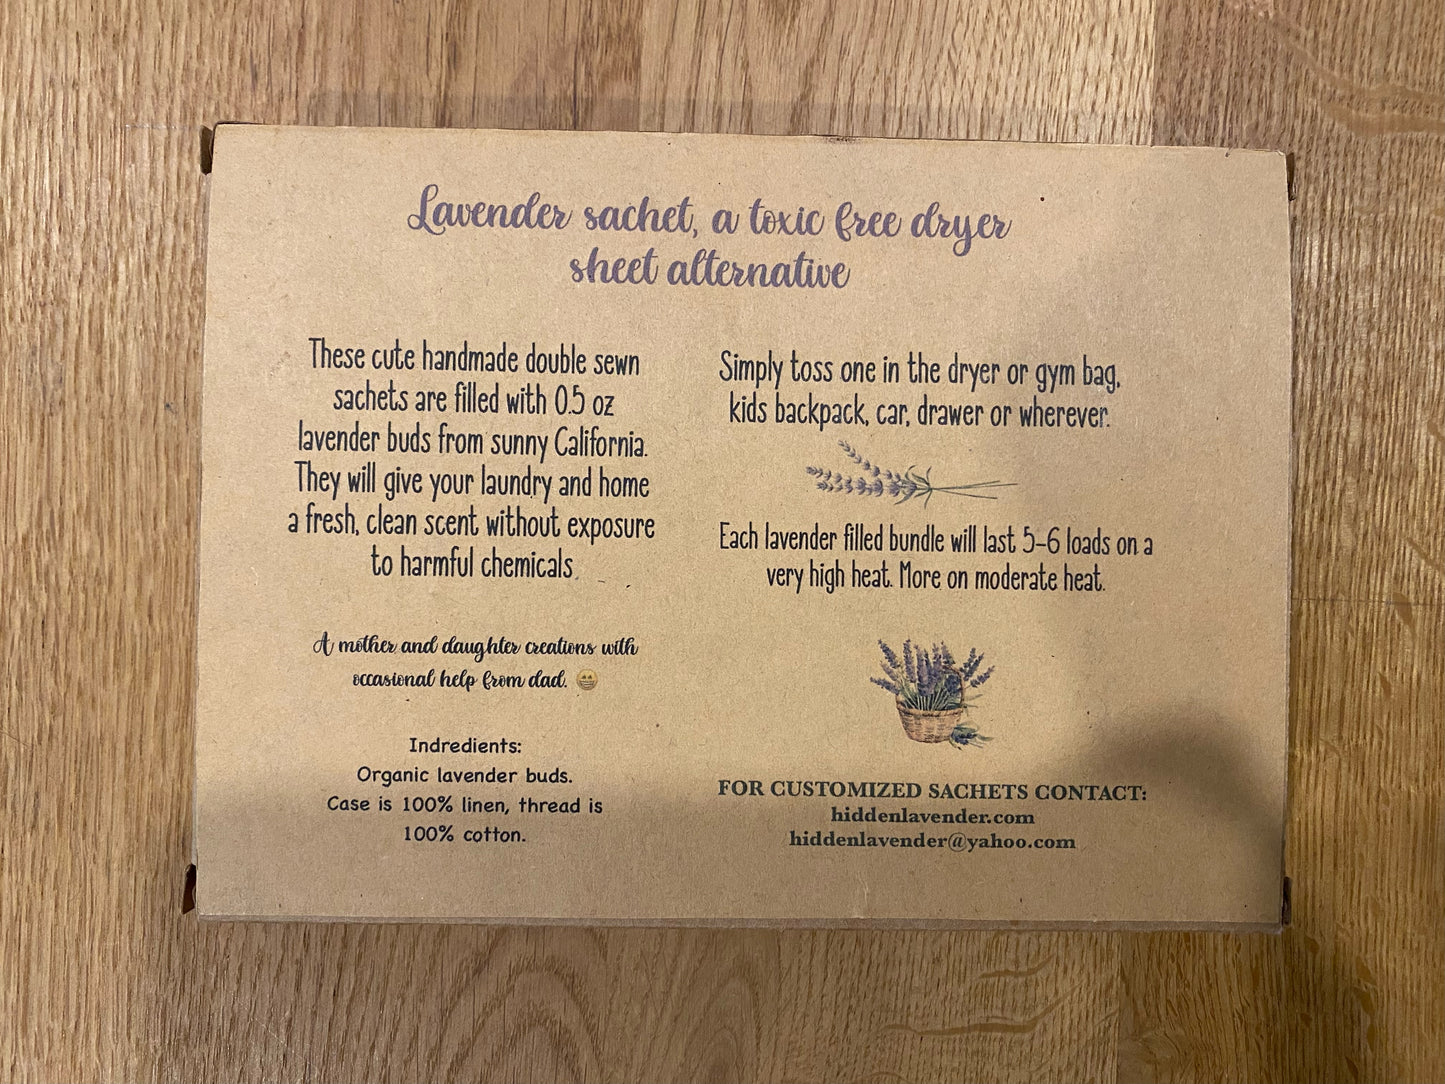 Lavender sachet, a toxic free dryer
sheet alternative
These cute handmade double sewn
sachets are filled with 0.5 oz
lavender buds from sunny California.
They will give your laundry and home
a fresh, clean scent without exposure
to harmful chemicals.
A mother and daughter creations with
occasional help from dad. 😁
Indredients:
Organic lavender buds.
Case is 100% linen, thread is
100% cotton.
Simply toss one in the dryer or gym bag,
kids backpack, car, drawer or wherever.
Each lavender filled bundle will last 5-6 loads on a
very high heat. More on moderate heat.
FOR CUSTOMIZED SACHETS CONTACT:
hiddenlavender.com
hiddenlavender@yahoo.com